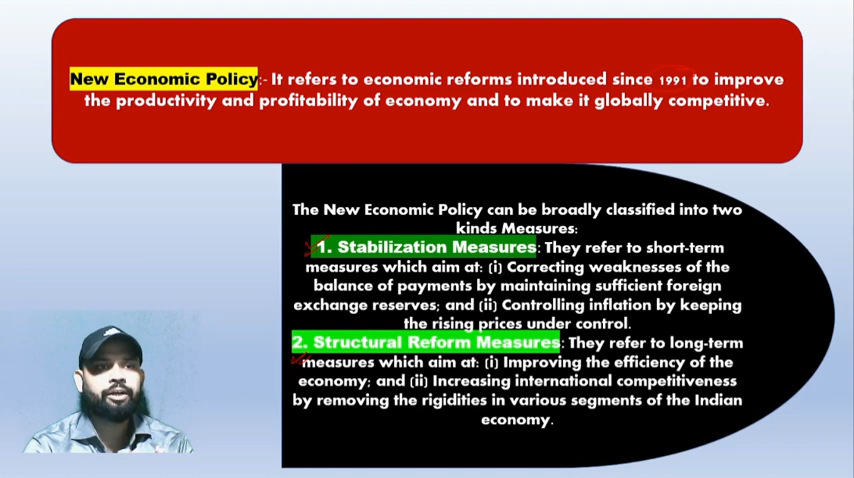 New Economic Policy:- It refers to economic reforms introduced since 1991 to improve
the productivity and profitability of economy and to make it globally competitive.
The New Economic Policy can be broadly classified into two
kinds Measures:
1. Stabilization Measures: They refer to short-term
measures which aim at: (i) Correcting weaknesses of the
balance of payments by maintaining sufficient foreign
exchange reserves; and (ii) Controlling inflation by keeping
the rising prices under control.
2. Structural Reform Measures: They refer to long-term
measures which aim at: (i) Improving the efficiency of the
economy; and (ii) Increasing international competitiveness
by removing the rigidities in various segments of the Indian
economy.